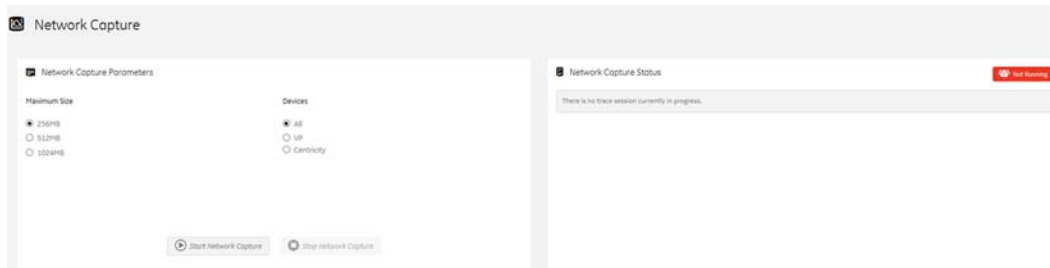 Network Capture
Network Capture Parameters
Maximum Size
256MB
512MB
1024MB
Devices
All
VP
Centricity
Start Network Capture
Stop Network Capture
Network Capture Status
Not Running
There is no trace session currently in progress.